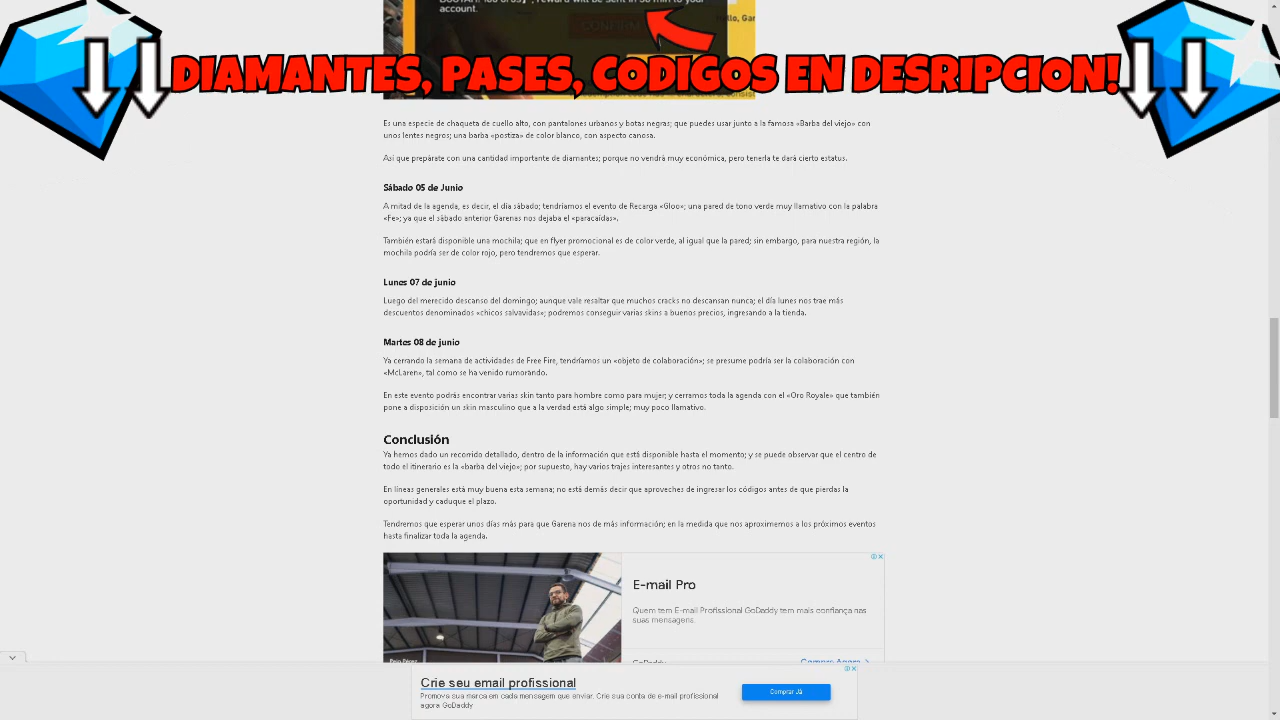 account.
DIAMANTES, PASES, CODIGOS EN DESRIPCION!
Es una especie de chaqueta de cuello alto, con pantalones urbanos y botas negras; que puedes usar junto a la famosa «Barba del viejo» con
unos lentes negros; una barba «postiza» de color blanco, con aspecto canosa.
Así que prepárate con una cantidad importante de diamantes; porque no vendrá muy económica, pero tenerla te dará cierto estatus.
Sábado 05 de Junio
A mitad de la agenda, es decir, el día sábado; tendríamos el evento de Recarga «Gloo»; una pared de tono verde muy llamativo con la palabra
«Fe»; ya que el sábado anterior Garenas nos dejaba el «paracaídas».
También estará disponible una mochila; que en flyer promocional es de color verde, al igual que la pared; sin embargo, para nuestra región, la
mochila podría ser de color rojo, pero tendremos que esperar.
Lunes 07 de junio
Luego del merecido descanso del domingo; aunque vale resaltar que muchos cracks no descansan nunca; el día lunes nos trae más
descuentos denominados «chicos salvavidas»; podremos conseguir varias skins a buenos precios, ingresando a la tienda.
Martes 08 de junio
Ya cerrando la semana de actividades de Free Fire, tendríamos un «objeto de colaboración»; se presume podría ser la colaboración con
«McLaren», tal como se ha venido rumorando.
En este evento podrás encontrar varias skin tanto para hombre como para mujer; y cerramos toda la agenda con el «Oro Royale» que también
pone a disposición un skin masculino que a la verdad está algo simple; muy poco llamativo.
Conclusión
Ya hemos dado un recorrido detallado, dentro de la información que está disponible hasta el momento; y se puede observar que el centro de
todo el itinerario es la «barba del viejo»; por supuesto, hay varios trajes interesantes y otros no tanto.
En líneas generales está muy buena esta semana; no está demás decir que aproveches de ingresar los códigos antes de que pierdas la
oportunidad y caduque el plazo.
Tendremos que esperar unos días más para que Garena nos de más información; en la medida que nos aproximemos a los próximos eventos
hasta finalizar toda la agenda.
E-mail Pro
Quem tem E-mail Profissional GoDaddy tem mais confiança nas
suas mensagens.
GoDaddy Compre Agora
Crie seu email profissional
Promova sua marca em cada mensagem que enviar. Crie sua conta de e-mail profissional
agora GoDaddy
Comprar Já